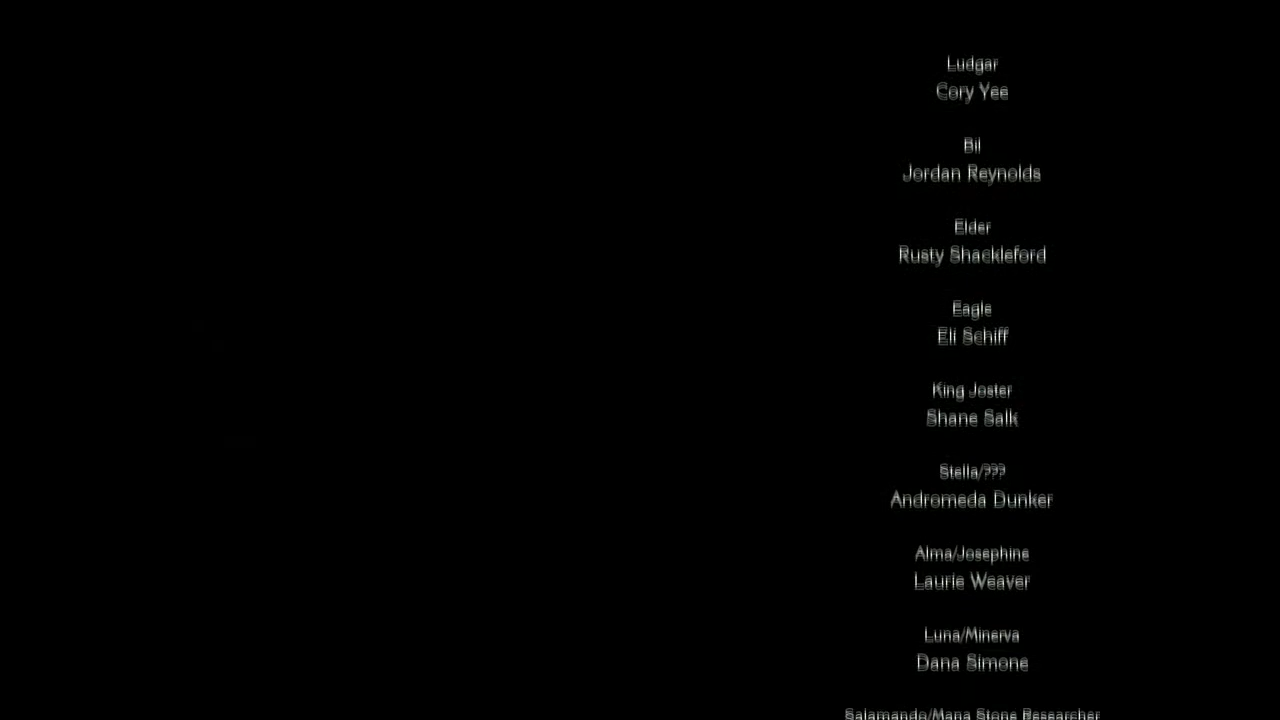 Ludgar
Cory Yee
Bil
Jordan Reynolds
Elder
Rusty Shackleford
Eagle
Eli Schiff
King Joster
Shane Salk
Stella/???
Andromeda Dunker
Alma/Josephine
Laurie Weaver
Luna/Minerva
Dana Simone
Salamando/Mana Stone Researcher